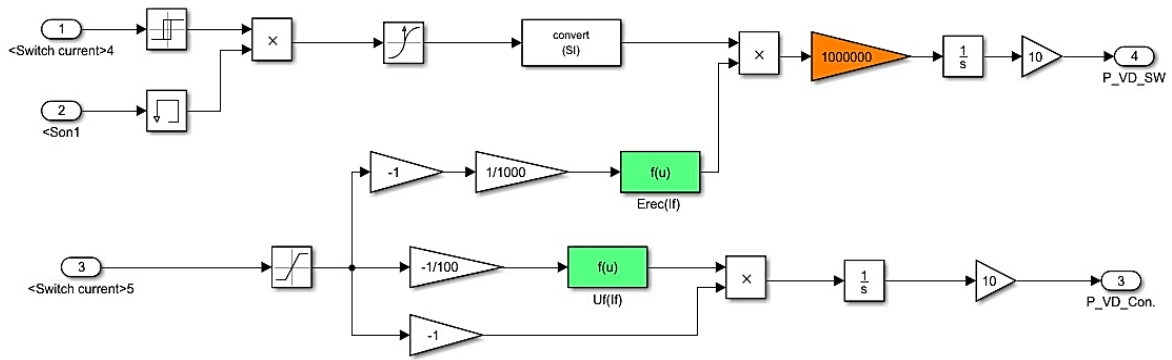 1
<Switch current>4
×
convert
(SI)
×
1000000
1
s
10
4
P_VD_SW
2
<Son1
-1
1/1000
f(u)
Erec(If)
3
<Switch current>5
-1/100
f(u)
Uf(If)
×
1
s
10
3
P_VD_Con.
-1